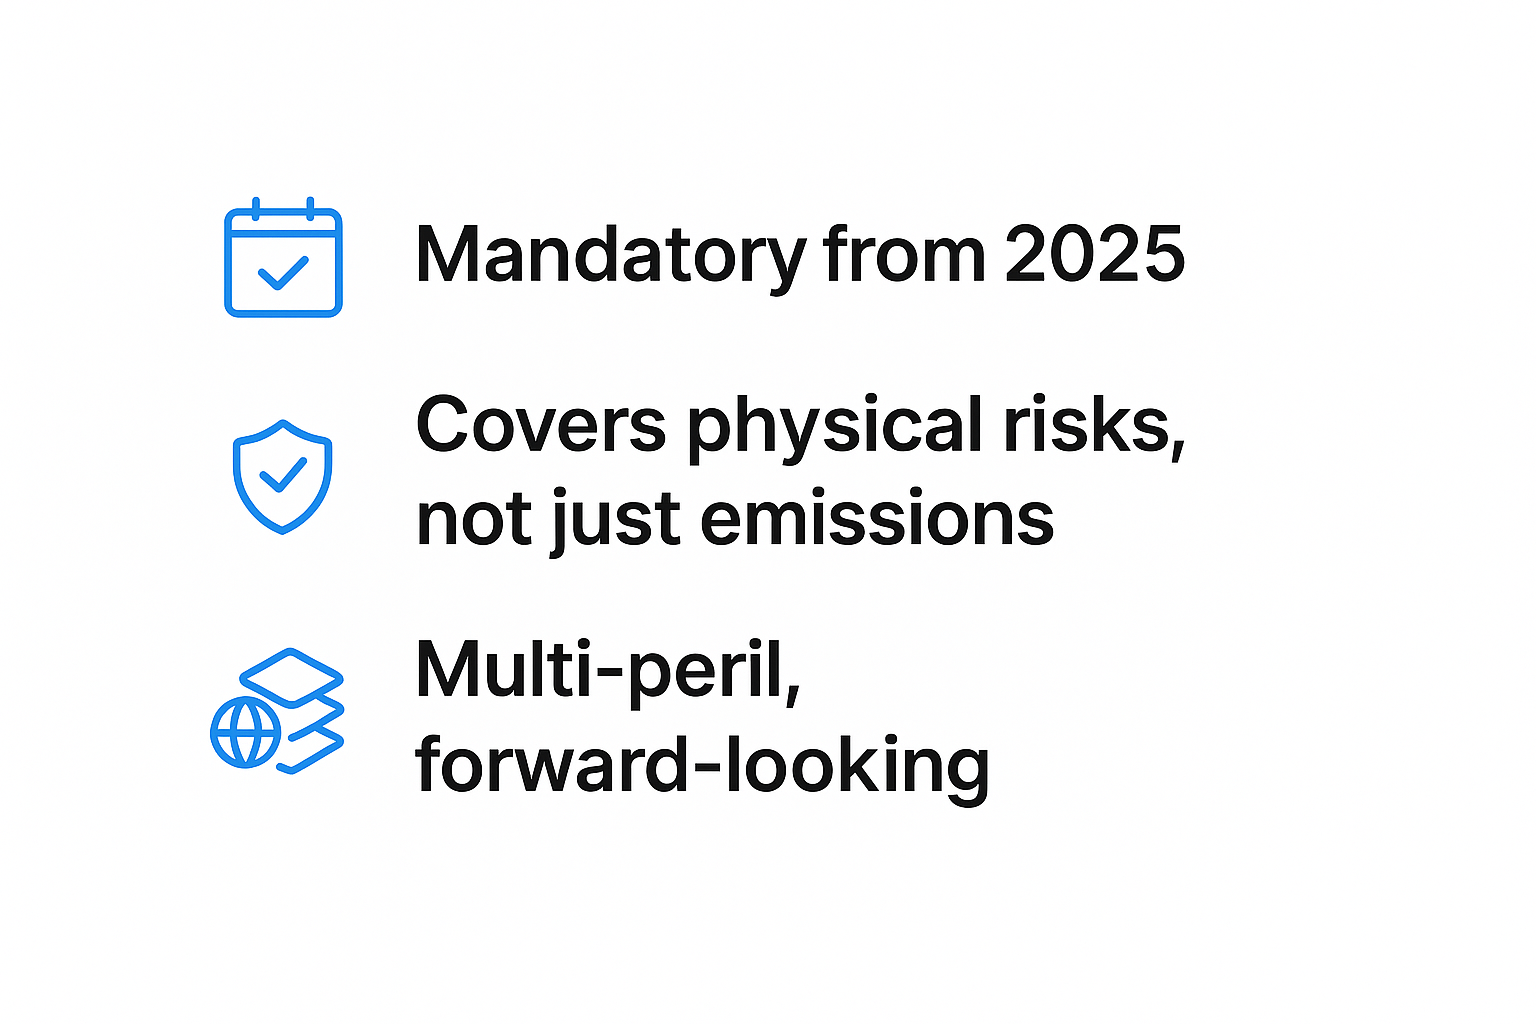 Mandatory from 2025
Covers physical risks,
not just emissions
Multi-peril,
forward-looking